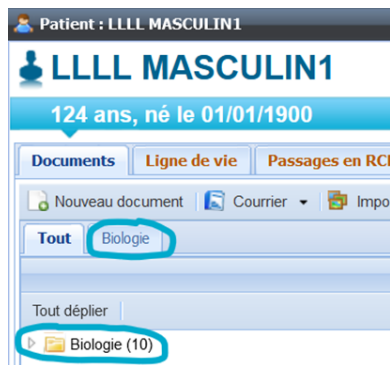 Patient : LLLL MASCULIN1
LLLL MASCULIN1
124 ans, né le 01/01/1900
Documents Ligne de vie Passages en RC
Nouveau document Courrier Impo
Tout Biologie
Tout déplier
Biologie (10)